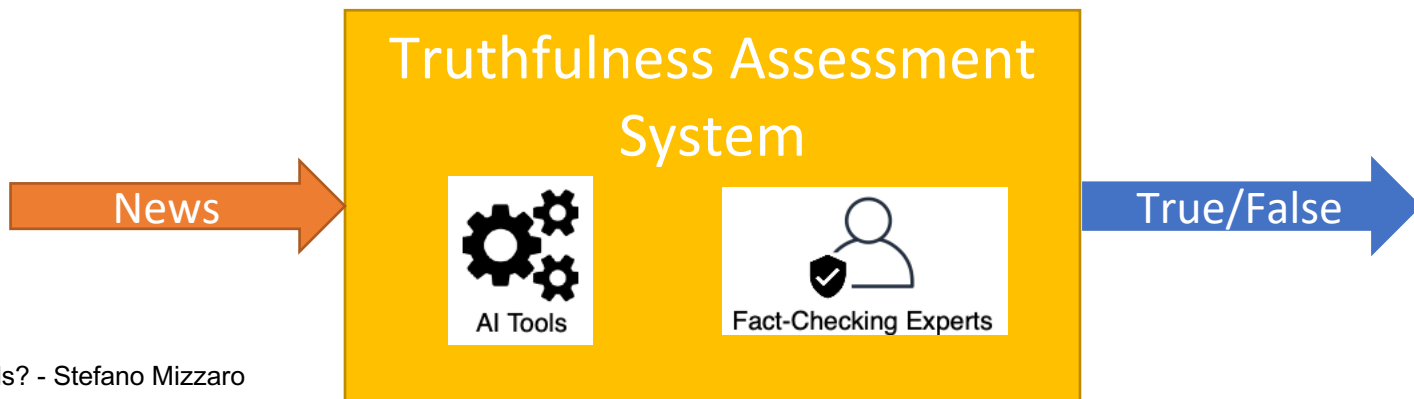 Truthfulness Assessment
System
News
True/False
AI Tools
Fact-Checking Experts
? - Stefano Mizzaro